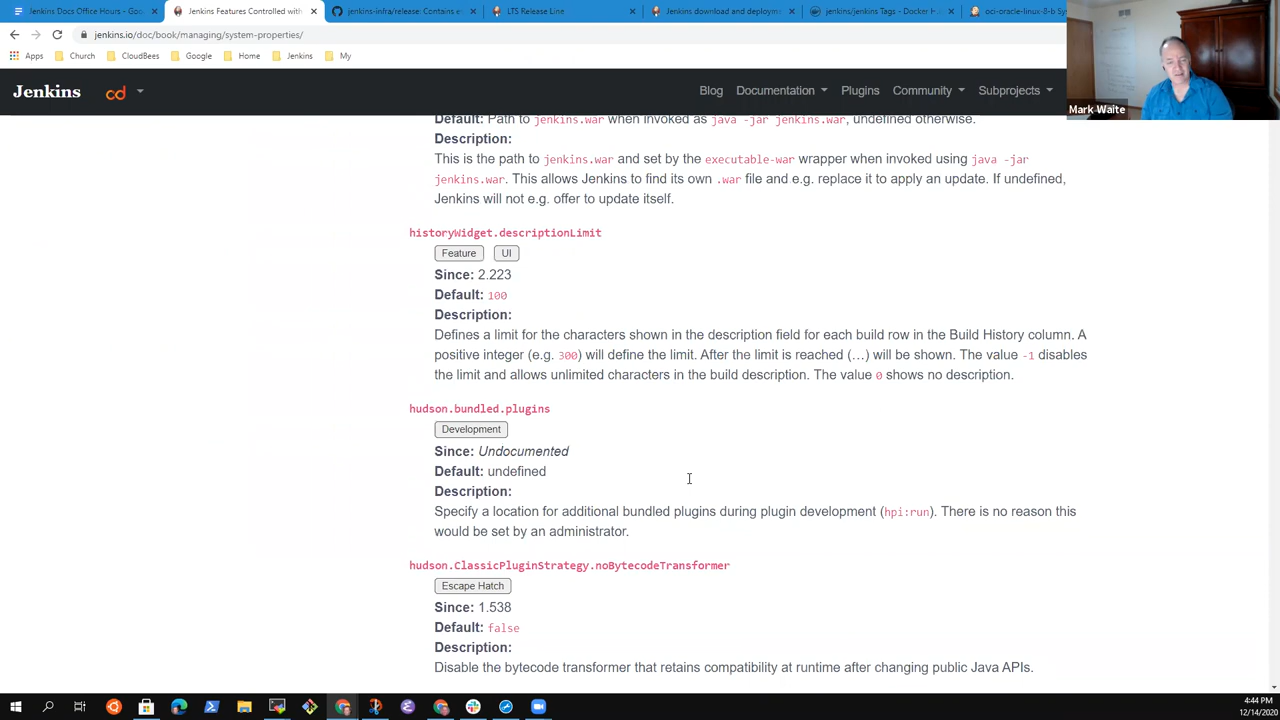 Jenkins Docs Office Hours - Goo
Jenkins Features Controlled with
jenkins-infra/release: Contains e
LTS Release Line
Jenkins download and deploym
jenkins/jenkins Tags - Docker H
oci-oracle-linux-8-b Sy
jenkins.io/doc/book/managing/system-properties/
Apps
Church
CloudBees
Google
Home
Jenkins
My
Mark Waite
Jenkins
cd
Blog
Documentation
Plugins
Community
Subprojects
Default: Path to jenkins.war when invoked as java -jar jenkins.war, undefined otherwise.
Description:
This is the path to jenkins.war and set by the executable-war wrapper when invoked using java -jar
jenkins.war. This allows Jenkins to find its own .war file and e.g. replace it to apply an update. If undefined,
Jenkins will not e.g. offer to update itself.
historyWidget.descriptionLimit
Feature UI
Since: 2.223
Default: 100
Description:
Defines a limit for the characters shown in the description field for each build row in the Build History column. A
positive integer (e.g. 300) will define the limit. After the limit is reached (…) will be shown. The value -1 disables
the limit and allows unlimited characters in the build description. The value 0 shows no description.
hudson.bundled.plugins
Development
Since: Undocumented
Default: undefined
Description:
Specify a location for additional bundled plugins during plugin development (hpi:run). There is no reason this
would be set by an administrator.
hudson.ClassicPluginStrategy.noBytecodeTransformer
Escape Hatch
Since: 1.538
Default: false
Description:
Disable the bytecode transformer that retains compatibility at runtime after changing public Java APIs.
4:44 PM
12/14/2020